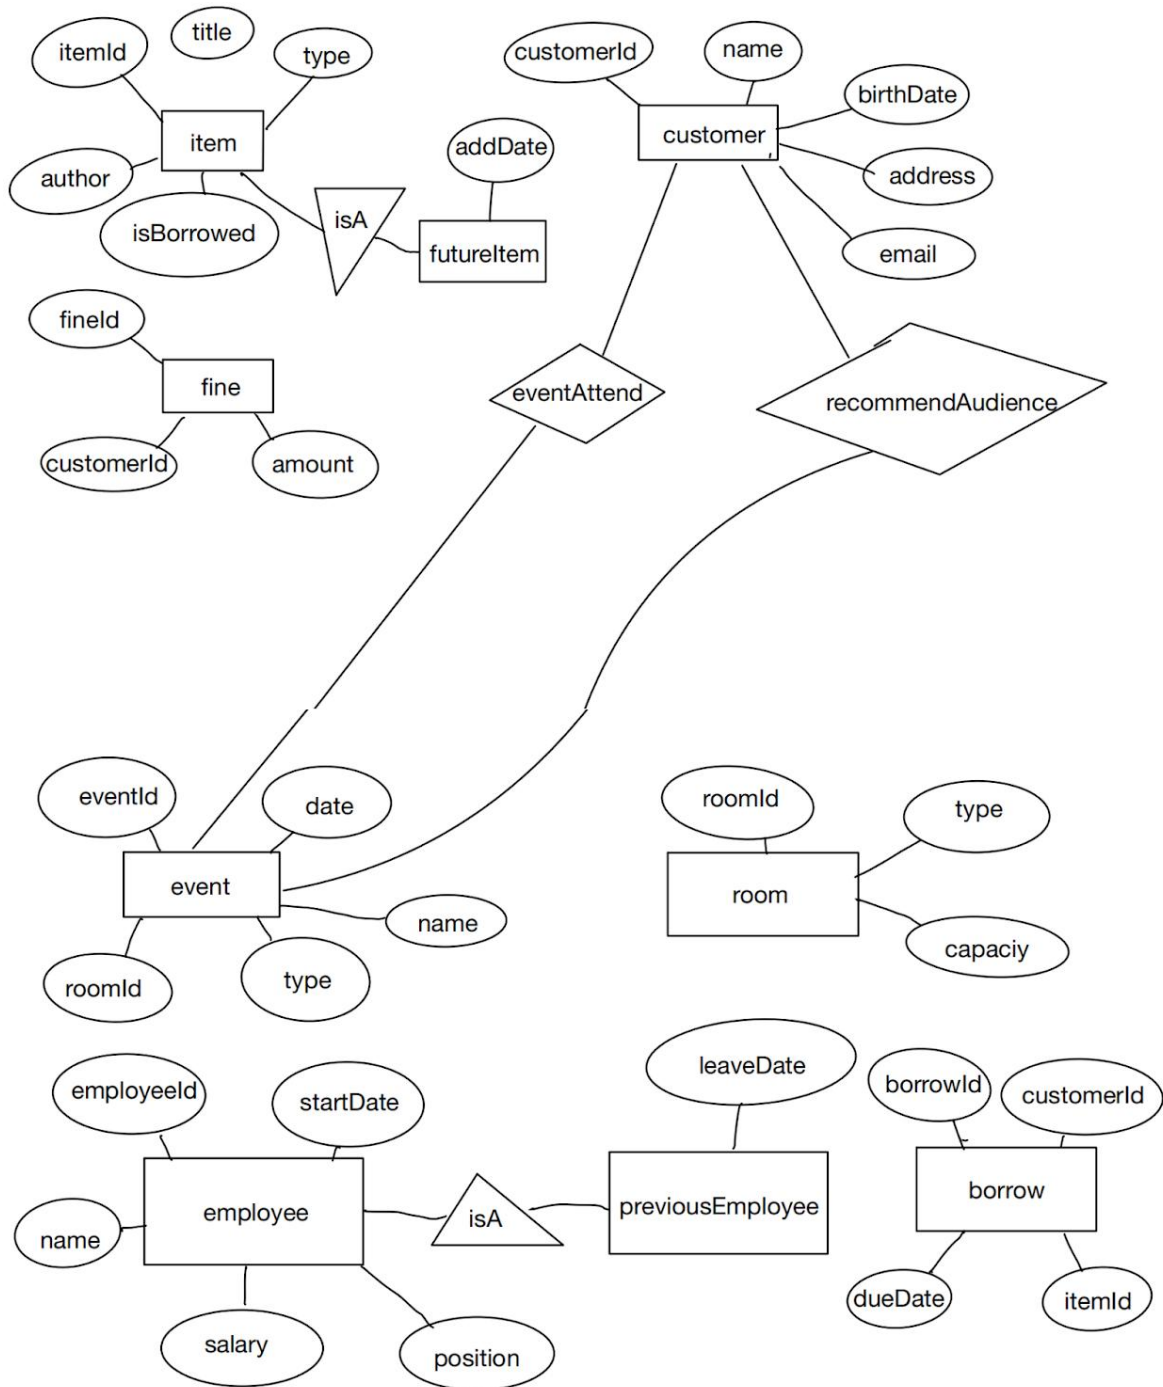 title
itemId
type
customerId
name
birthDate
item
customer
addDate
author
address
isBorrowed
isA
futureItem
email
fineId
fine
eventAttend
recommendAudience
customerId
amount
eventId
date
roomId
type
event
room
name
capaciy
roomId
type
leaveDate
employeeId
startDate
borrowId
customerId
employee
isA
previousEmployee
borrow
name
dueDate
itemId
salary
position